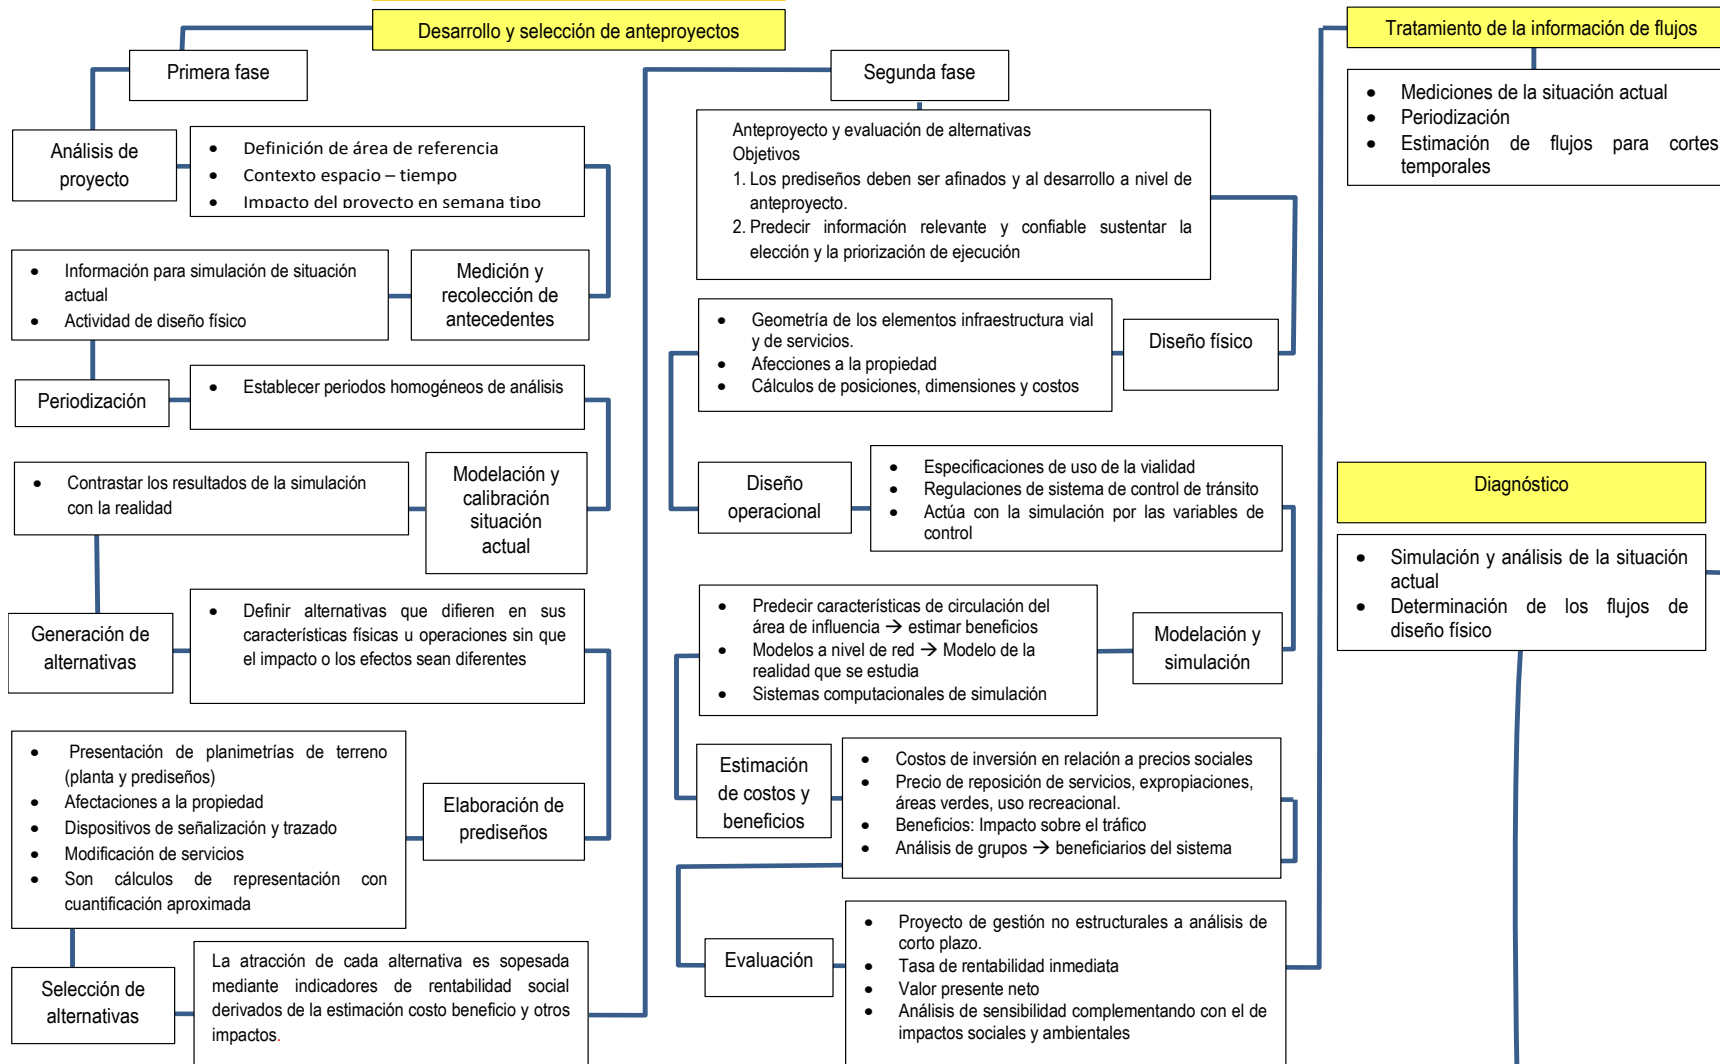 Desarrollo y selección de anteproyectos
Primera fase
Análisis de
proyecto
• Definición de área de referencia
• Contexto espacio – tiempo
• Impacto del proyecto en semana tipo
• Información para simulación de situación
actual
• Actividad de diseño físico
Medición y
recolección de
antecedentes
Periodización
• Establecer periodos homogéneos de análisis
• Contrastar los resultados de la simulación
con la realidad
Modelación y
calibración
situación
actual
Generación de
alternativas
• Definir alternativas que difieren en sus
características físicas u operaciones sin que
el impacto o los efectos sean diferentes
• Presentación de planimetrías de terreno
(planta y prediseños)
• Afectaciones a la propiedad
• Dispositivos de señalización y trazado
• Modificación de servicios
• Son cálculos de representación con
cuantificación aproximada
Elaboración de
prediseños
Selección de
alternativas
La atracción de cada alternativa es sopesada
mediante indicadores de rentabilidad social
derivados de la estimación costo beneficio y otros
impactos.
Segunda fase
Anteproyecto y evaluación de alternativas
Objetivos
1. Los prediseños deben ser afinados y al desarrollo a nivel de
anteproyecto.
2. Predecir información relevante y confiable sustentar la
elección y la priorización de ejecución
• Geometría de los elementos infraestructura vial
y de servicios.
• Afecciones a la propiedad
• Cálculos de posiciones, dimensiones y costos
Diseño físico
Diseño
operacional
• Especificaciones de uso de la vialidad
• Regulaciones de sistema de control de tránsito
• Actúa con la simulación por las variables de
control
• Predecir características de circulación del
área de influencia → estimar beneficios
• Modelos a nivel de red → Modelo de la
realidad que se estudia
• Sistemas computacionales de simulación
Modelación y
simulación
Estimación
de costos y
beneficios
• Costos de inversión en relación a precios sociales
• Precio de reposición de servicios, expropiaciones,
áreas verdes, uso recreacional.
• Beneficios: Impacto sobre el tráfico
• Análisis de grupos → beneficiarios del sistema
Evaluación
• Proyecto de gestión no estructurales a análisis de
corto plazo.
• Tasa de rentabilidad inmediata
• Valor presente neto
• Análisis de sensibilidad complementando con el de
impactos sociales y ambientales
Tratamiento de la información de flujos
• Mediciones de la situación actual
• Periodización
• Estimación de flujos para cortes
temporales
Diagnóstico
• Simulación y análisis de la situación
actual
• Determinación de los flujos de
diseño físico